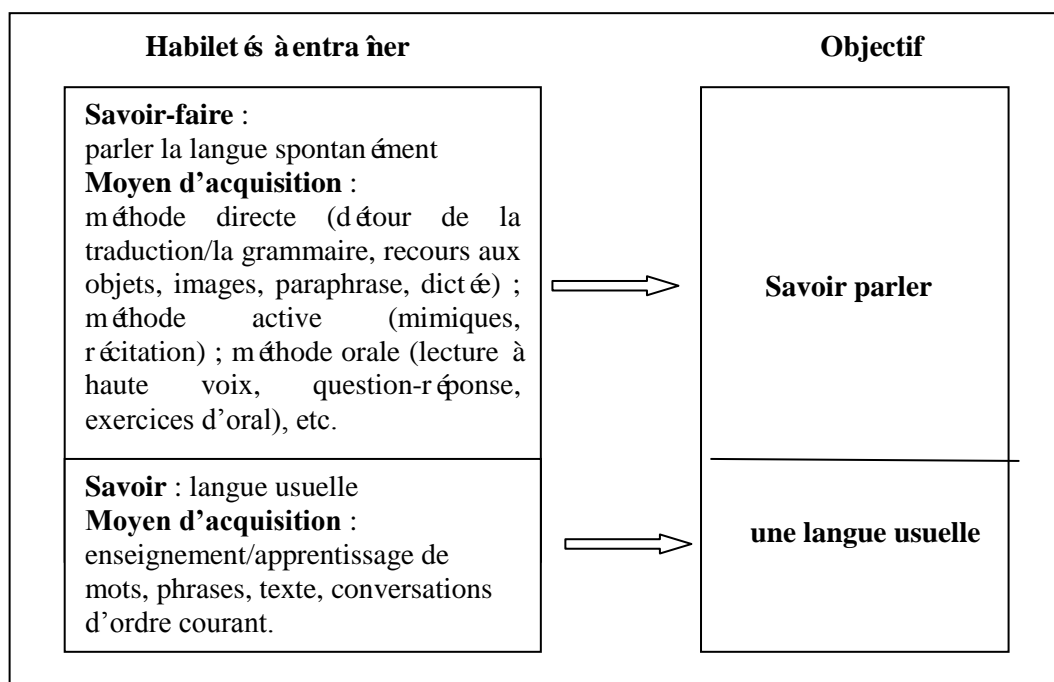 Habiletés à entraîner
Objectif
Savoir-faire :
parler la langue spontanément
Moyen d’acquisition :
méthode directe (détour de la
traduction/la grammaire, recours aux
objets, images, paraphrase, dictée) ;
méthode active (mimiques,
récitation) ; méthode orale (lecture à
haute voix, question-réponse,
exercices d’oral), etc.
Savoir parler
Savoir : langue usuelle
Moyen d’acquisition :
enseignement/apprentissage de
mots, phrases, texte, conversations
d’ordre courant.
une langue usuelle